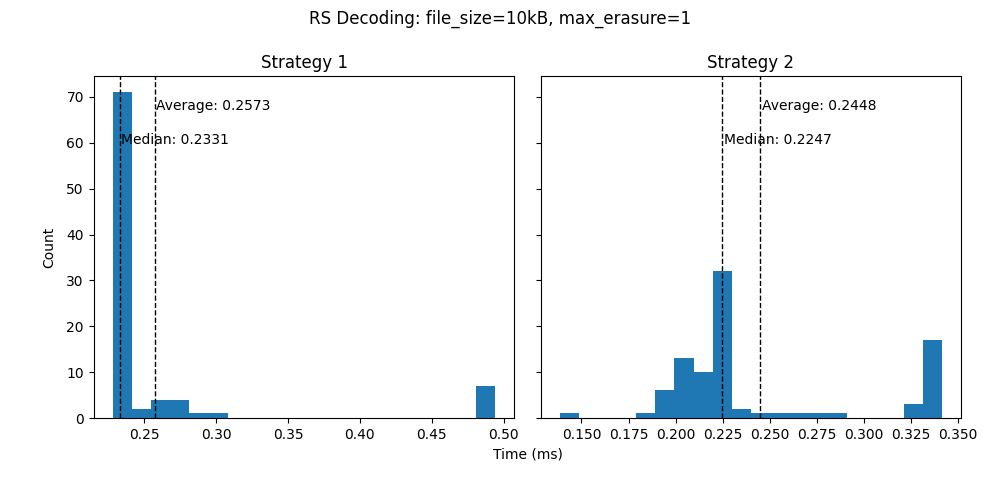 RS Decoding: file_size=10kB, max_erasure=1
Strategy 1
Strategy 2
Average: 0.2573
Median: 0.2331
Average: 0.2448
Median: 0.2247
Count
70
60
50
40
30
20
10
0
0.25 0.30 0.35 0.40 0.45 0.50
0.150 0.175 0.200 0.225 0.250 0.275 0.300 0.325 0.350
Time (ms)